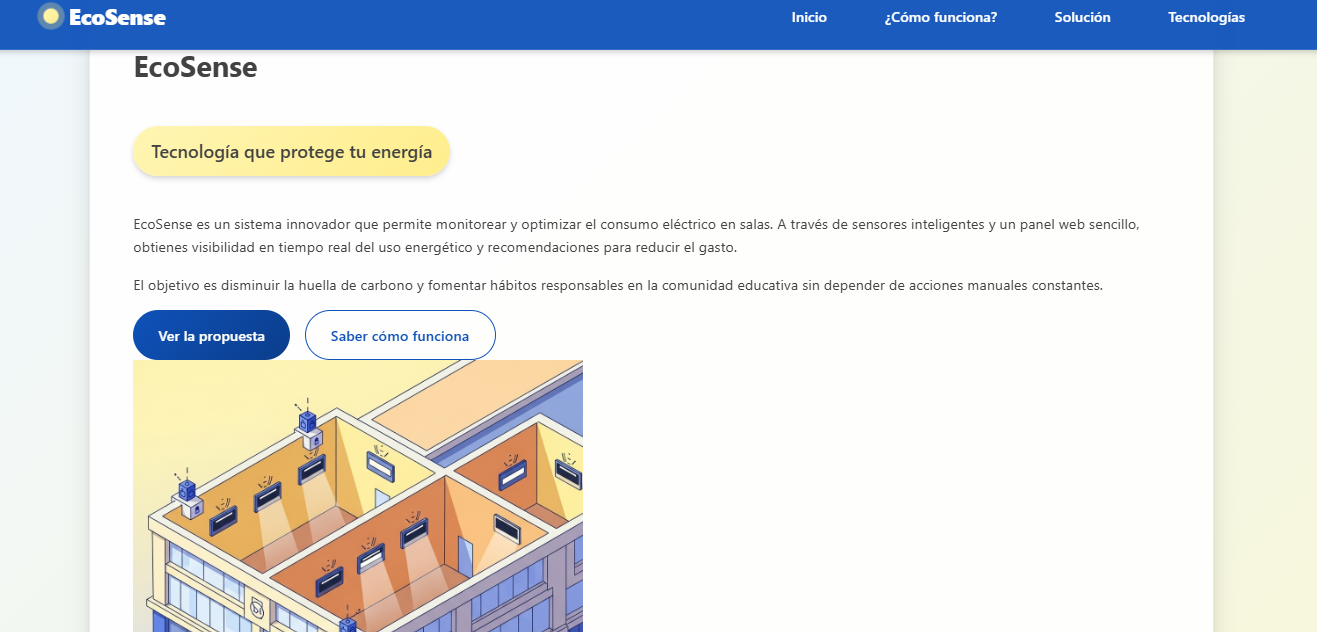 EcoSense
Inicio
¿Cómo funciona?
Solución
Tecnologías
EcoSense
Tecnología que protege tu energía
EcoSense es un sistema innovador que permite monitorear y optimizar el consumo eléctrico en salas. A través de sensores inteligentes y un panel web sencillo,
obtienes visibilidad en tiempo real del uso energético y recomendaciones para reducir el gasto.
El objetivo es disminuir la huella de carbono y fomentar hábitos responsables en la comunidad educativa sin depender de acciones manuales constantes.
Ver la propuesta
Saber cómo funciona